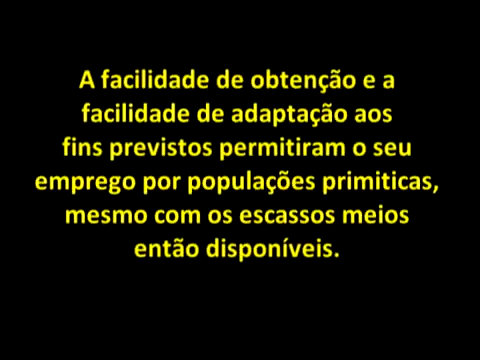 A facilidade de obtenção e a
facilidade de adaptação aos
fins previstos permitiram o seu
emprego por populações primiticas,
mesmo com os escassos meios
então disponíveis.